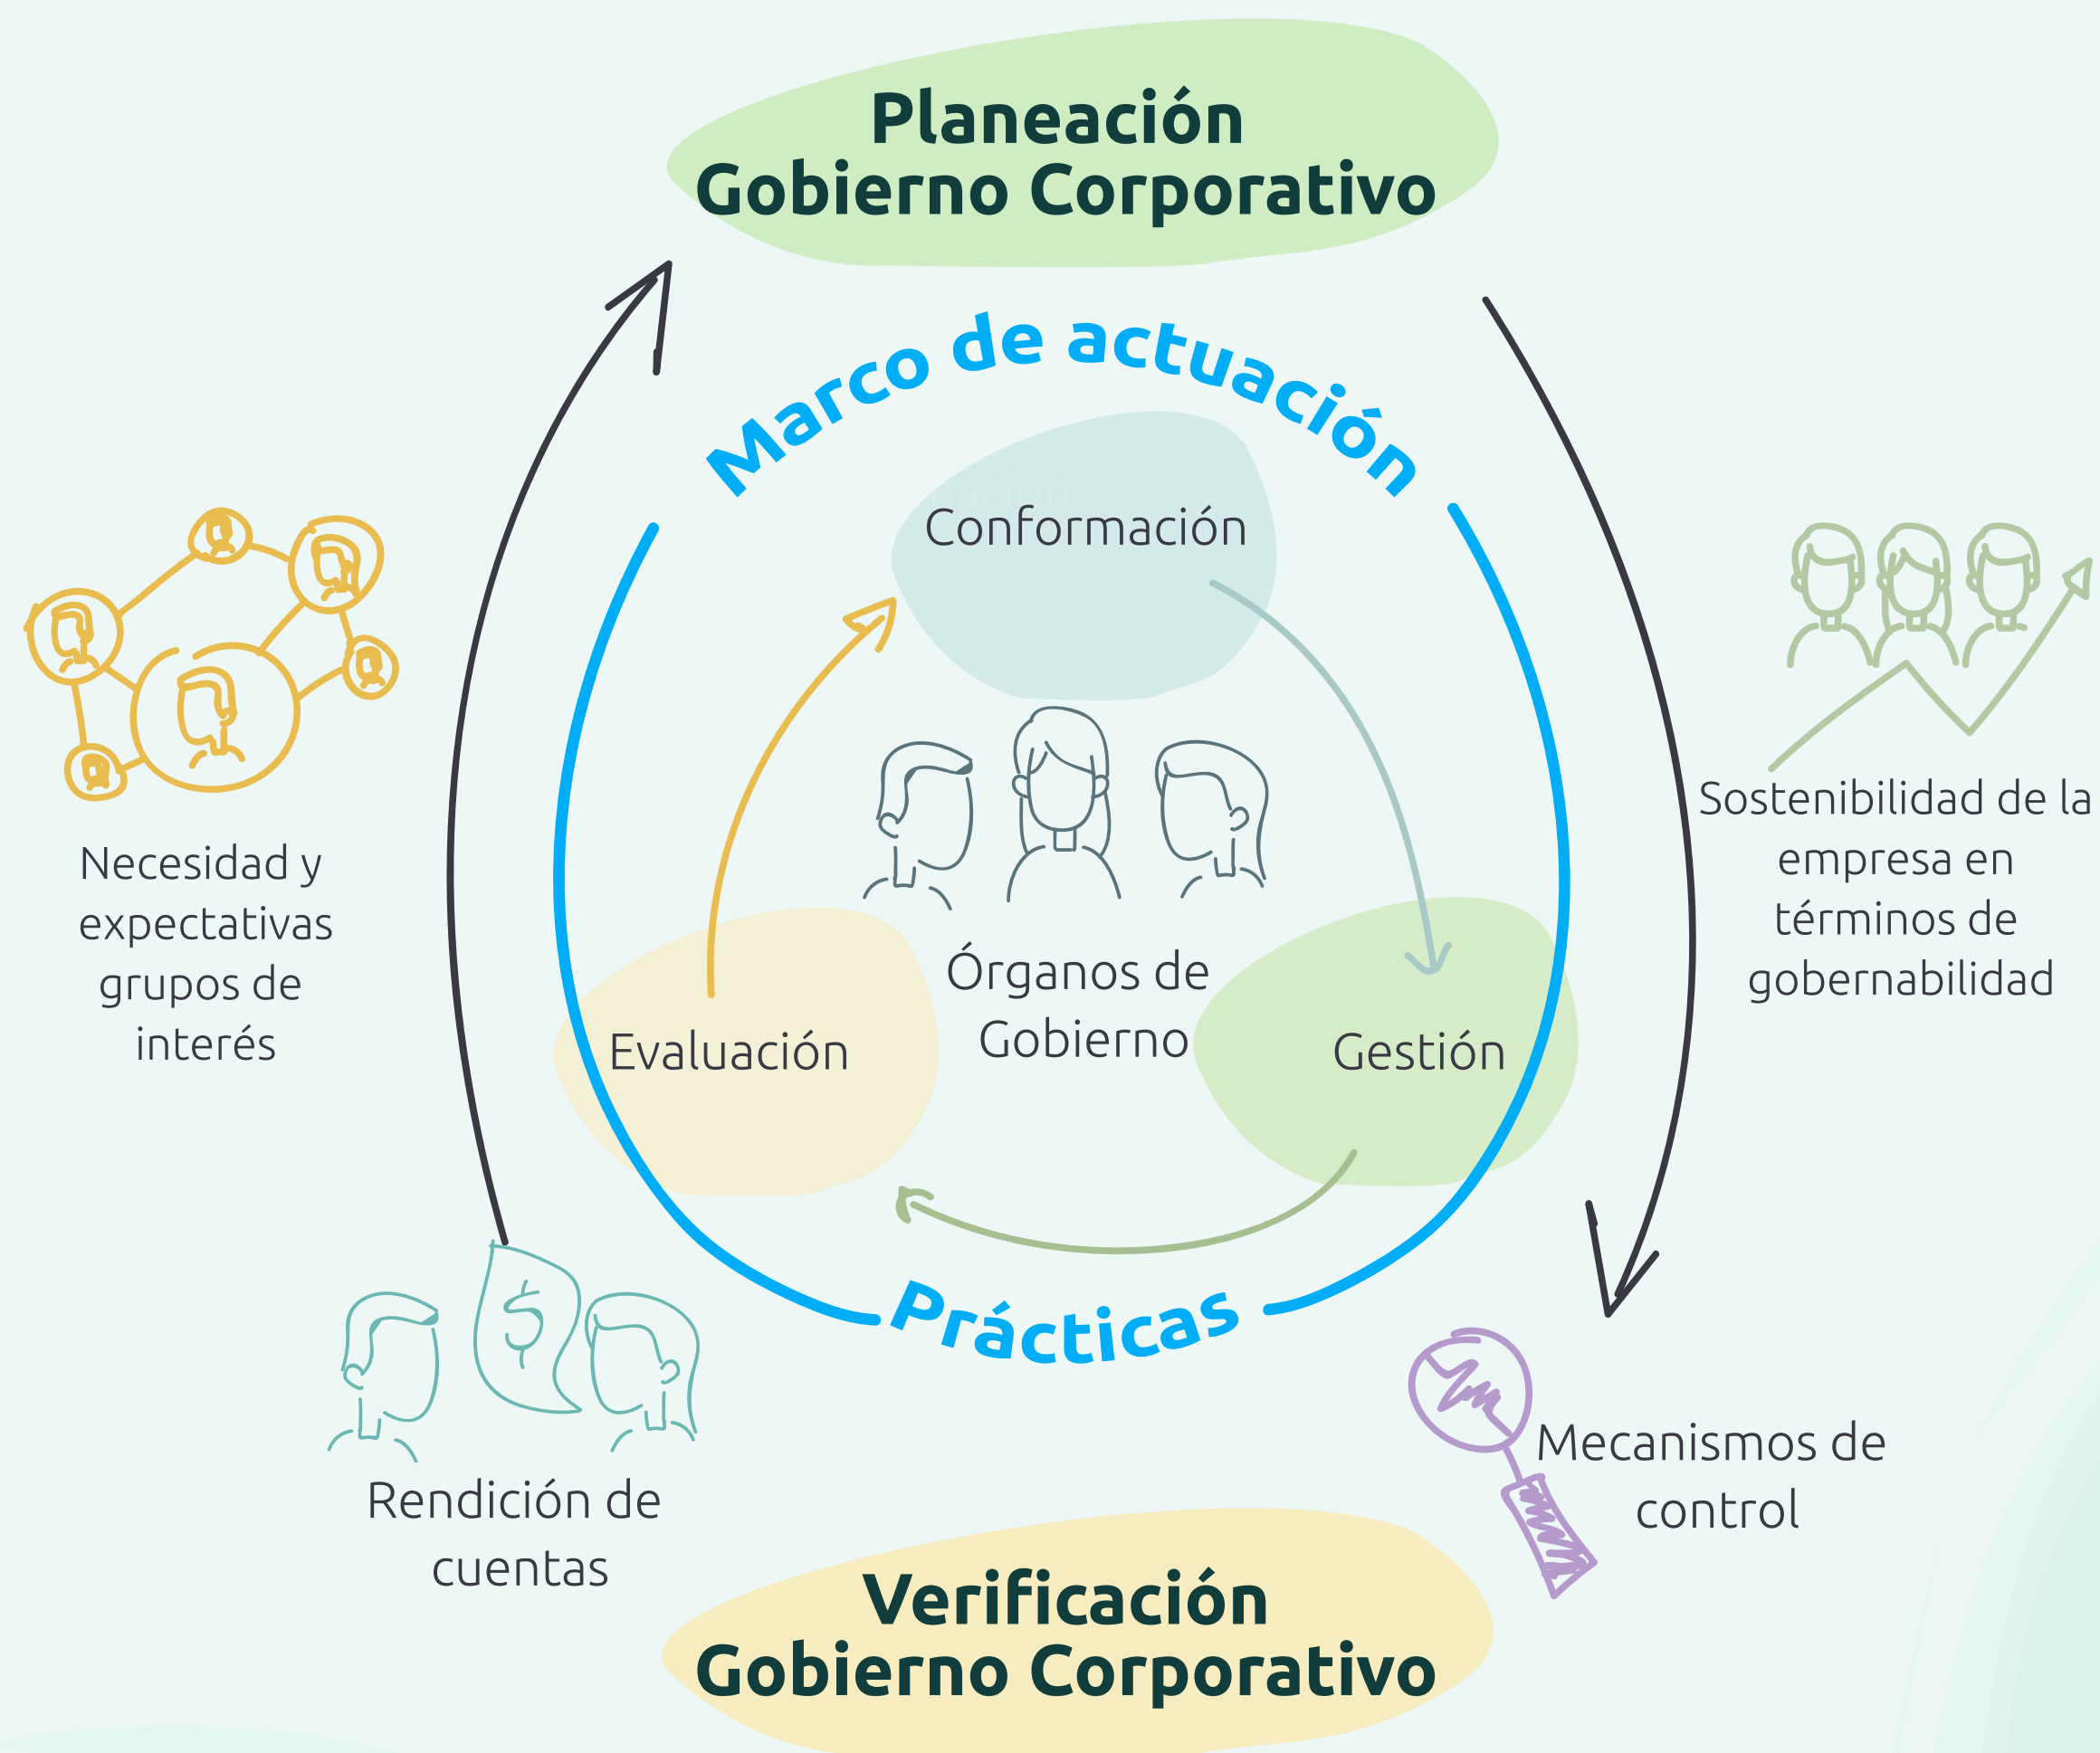 Planeación
Gobierno Corporativo
Marco de actuación
Conformación
Necesidad y
expectativas
grupos de
interés
Sostenibilidad de la
empresa en
términos de
gobernabilidad
Órganos de
Gobierno
Evaluación
Gestión
Prácticas
Rendición de
cuentas
Mecanismos de
control
Verificación
Gobierno Corporativo